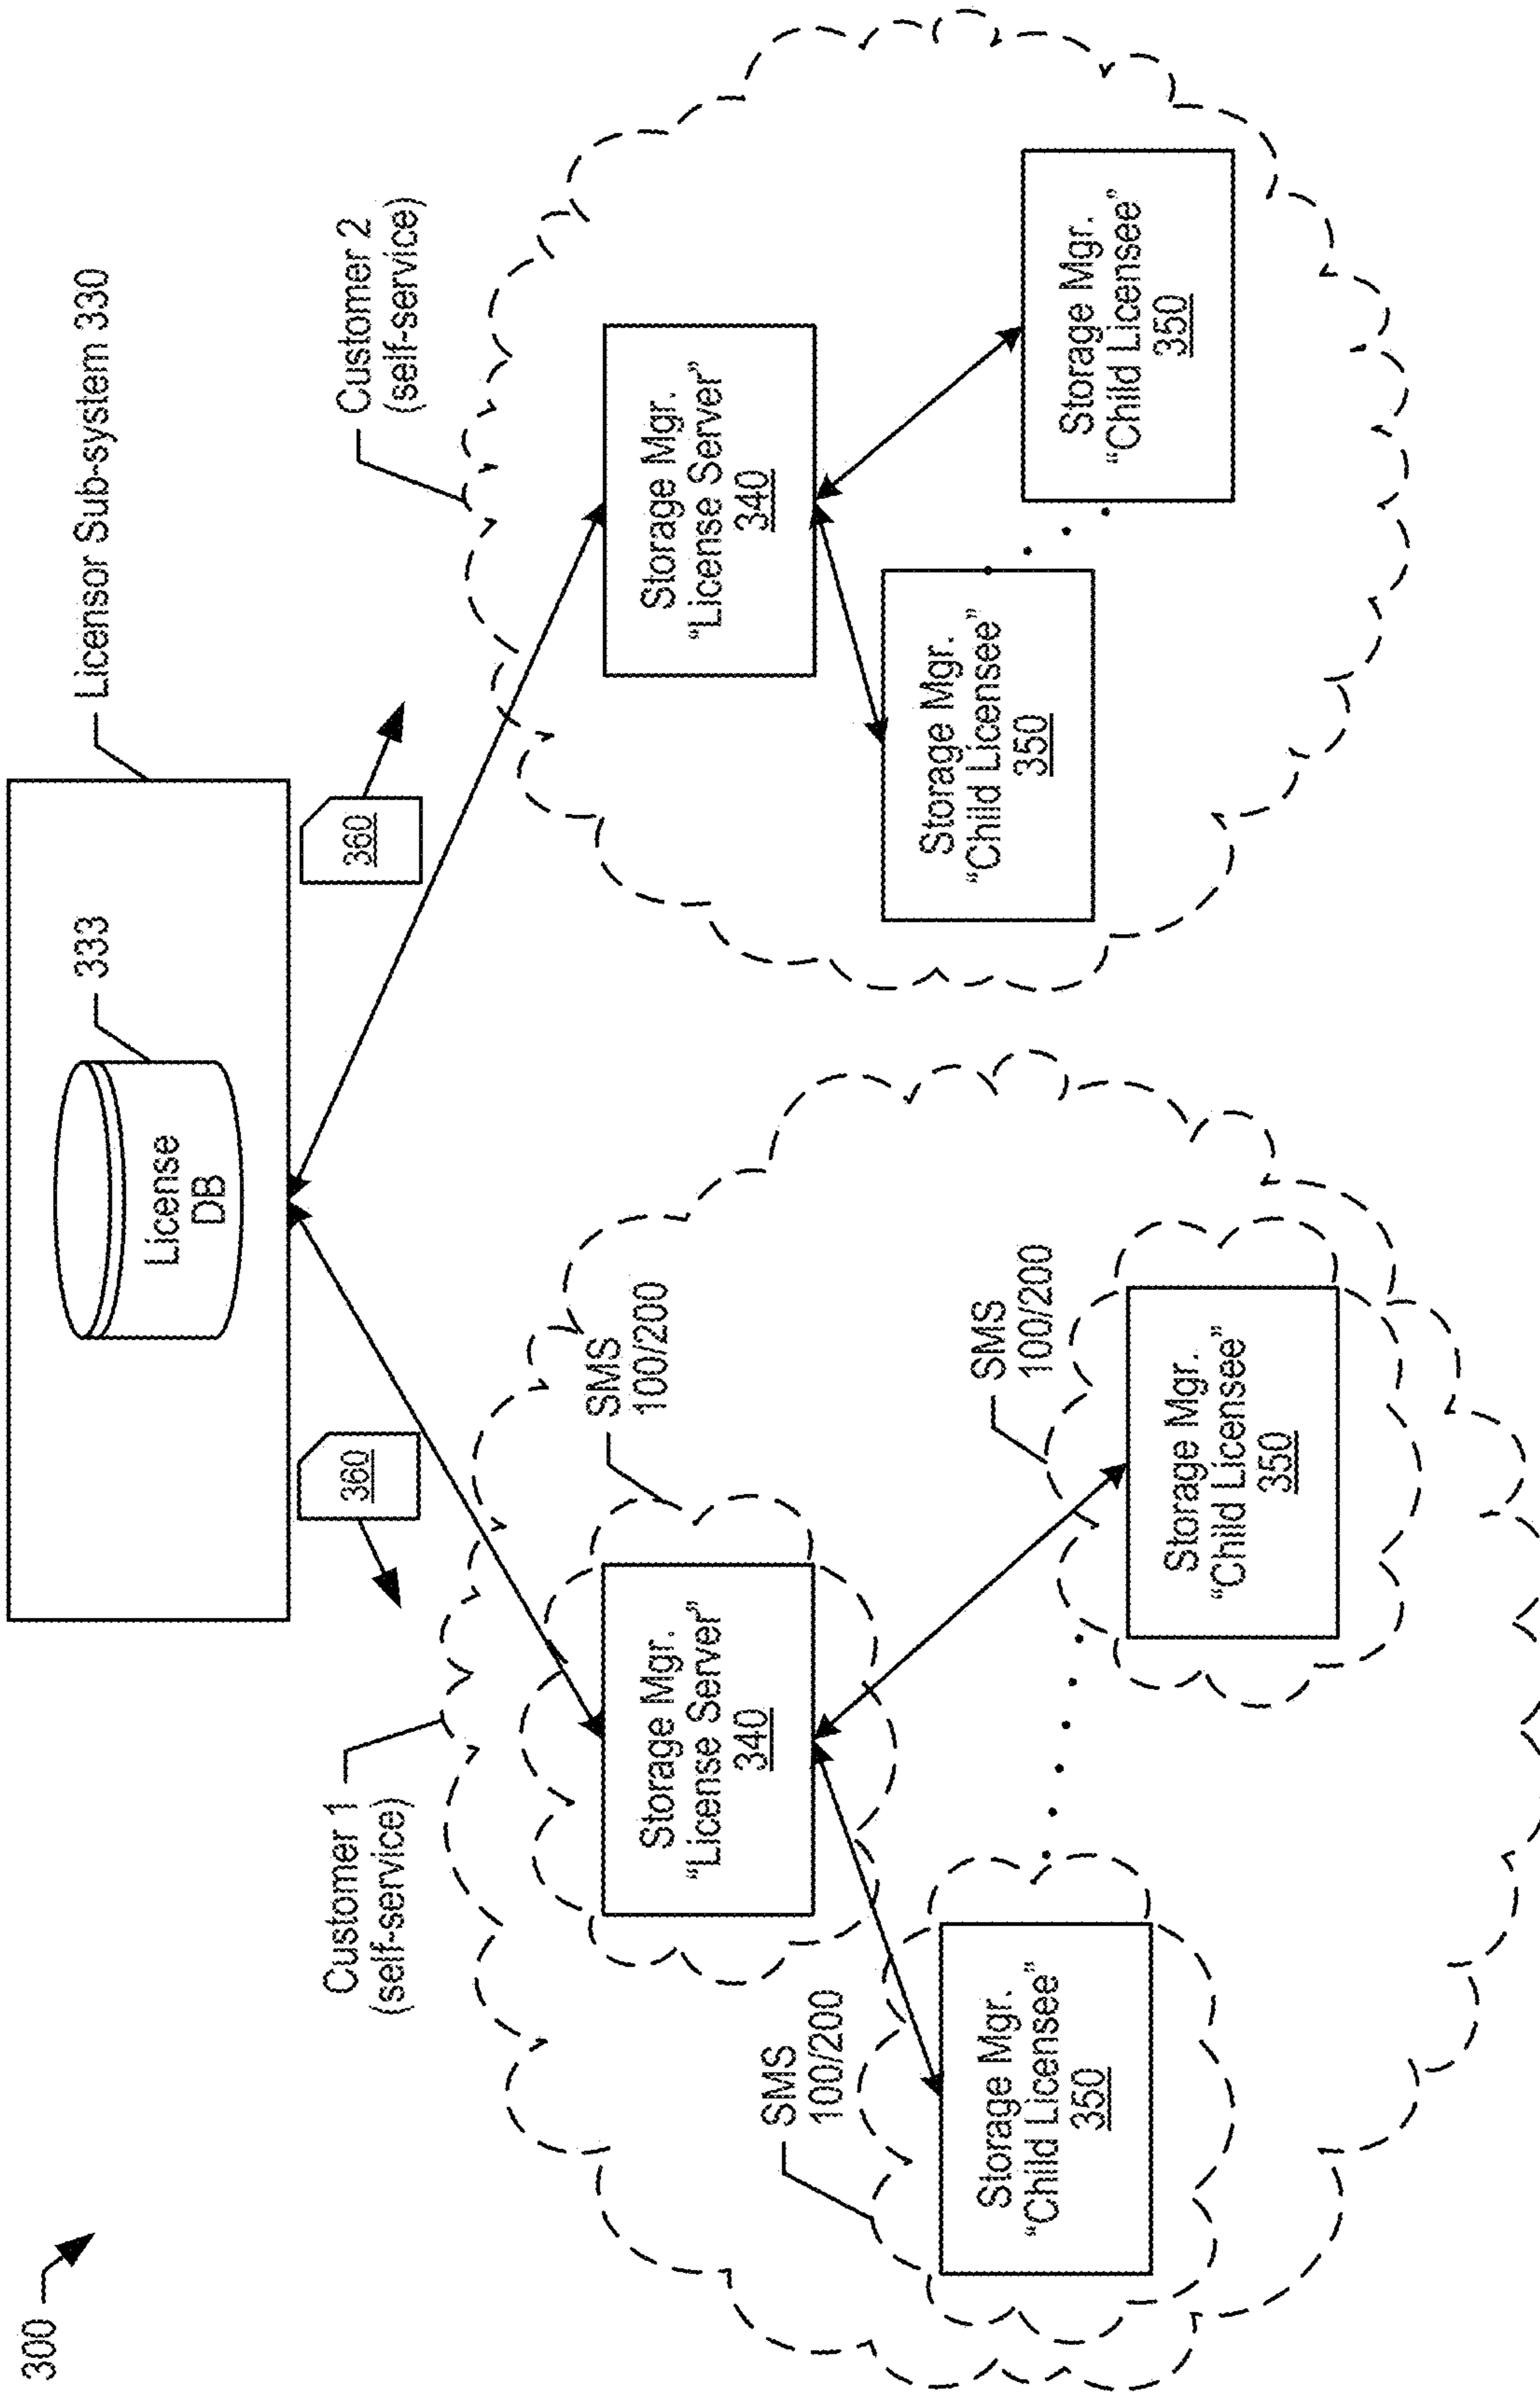 300
Licensor Sub-system 330
333
License
DB
360
360
Customer 1
(self-service)
Customer 2
(self-service)
SMS
100/200
Storage Mgr.
“License Server”
340
Storage Mgr.
“License Server”
340
SMS
100/200
Storage Mgr.
“Child Licensee”
350
SMS
100/200
Storage Mgr.
“Child Licensee”
350
Storage Mgr.
“Child Licensee”
350
Storage Mgr.
“Child Licensee”
350